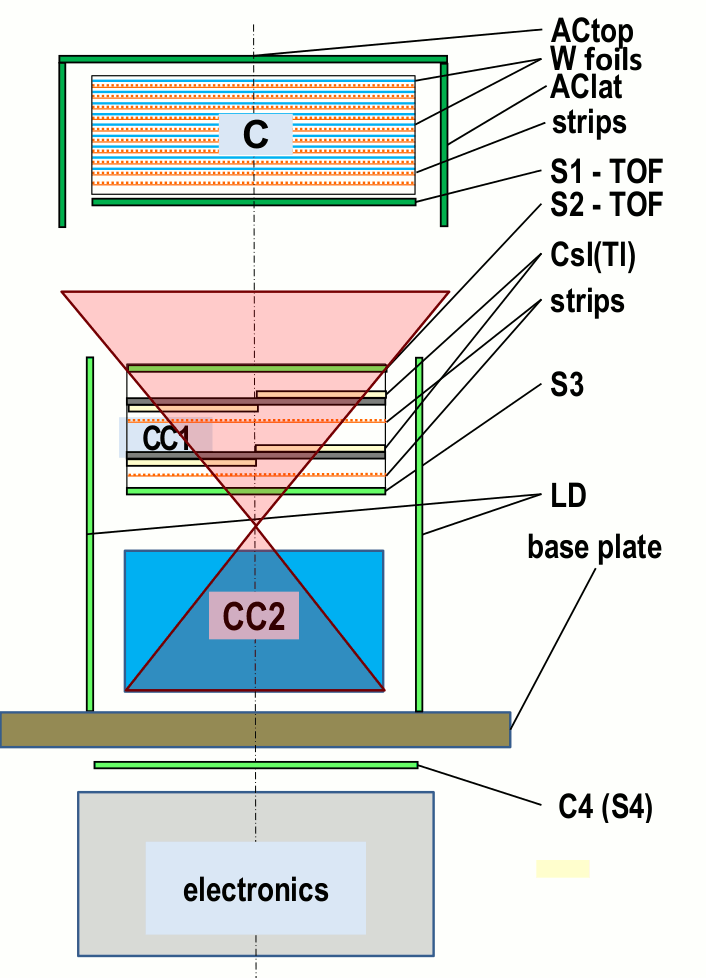 ACtop
W foils
AClat
C
strips
S1 - TOF
S2 - TOF
CsI(Tl)
strips
S3
CC1
LD
base plate
CC2
C4 (S4)
electronics